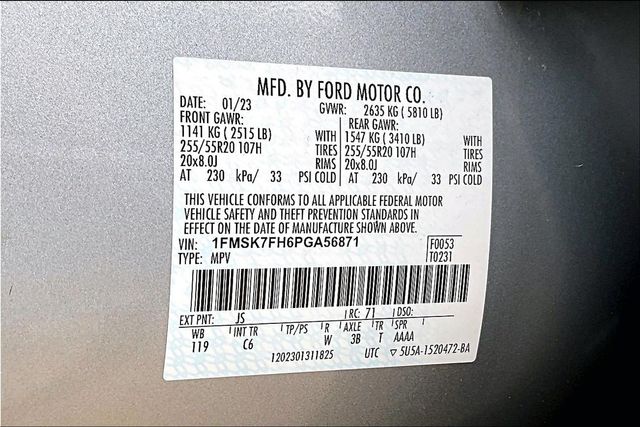 MFD. BY FORD MOTOR CO.
DATE: 01/23 GVWR: 2635 KG ( 5810 LB)
FRONT GAWR: REAR GAWR:
1141 KG ( 2515 LB) WITH 1547 KG ( 3410 LB) WITH
255/55R20 107H TIRES 255/55R20 107H TIRES
20x8.0J RIMS 20x8.0J RIMS
AT 230 kPa/ 33 PSI COLD AT 230 kPa/ 33 PSI COLD
THIS VEHICLE CONFORMS TO ALL APPLICABLE FEDERAL MOTOR
VEHICLE SAFETY AND THEFT PREVENTION STANDARDS IN
EFFECT ON THE DATE OF MANUFACTURE SHOWN ABOVE.
VIN: 1FMSK7FH6PGA56871 F0053
TYPE: MPV T0231
EXT PNT: JS RC: 71 DSO:
WB INT TR TP/PS R AXLE TR SPR
119 C6 W 3B T AAAA
1202301311825 UTC ▽ 5U5A-1520472-BA